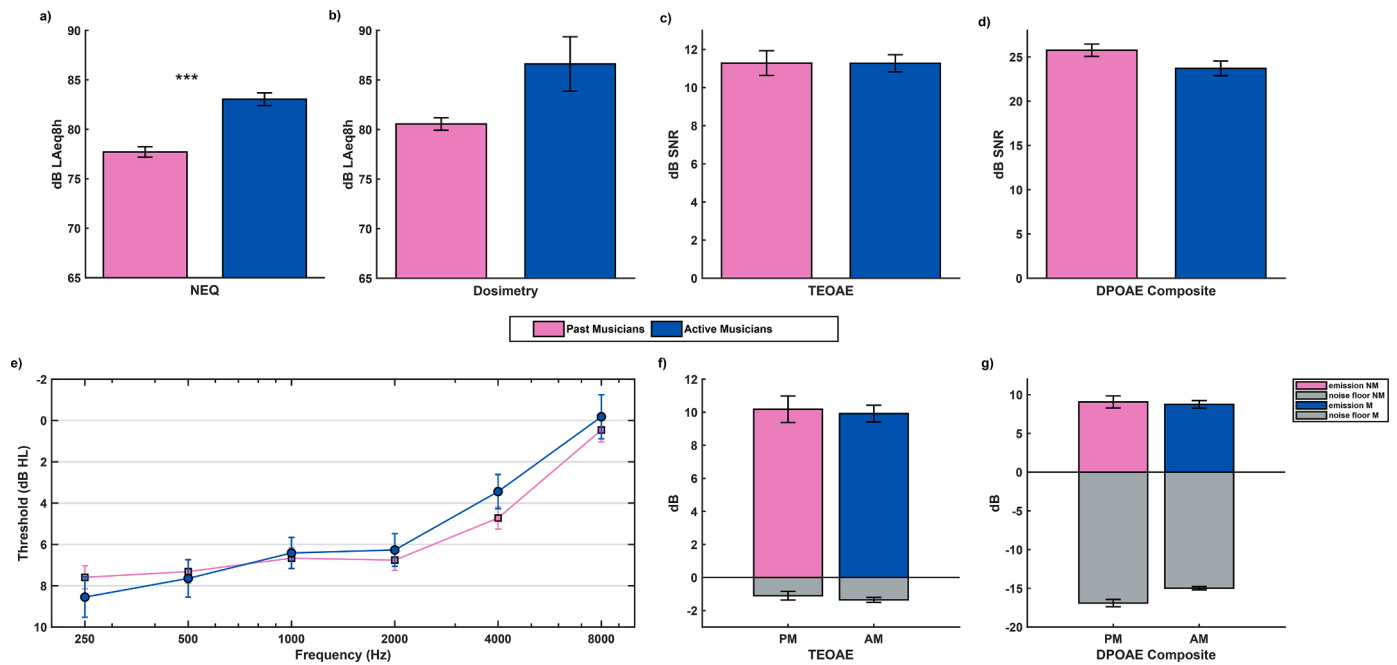 a)
90
85
80
75
70
65
dB LAeq8h
***
NEQ
b)
90
85
80
75
70
65
dB LAeq8h
Dosimetry
c)
12
10
8
6
4
2
0
dB SNR
TEOAE
d)
25
20
15
10
5
0
dB SNR
DPOAE Composite
Past Musicians
Active Musicians
e)
-2
0
2
4
6
8
10
Threshold (dB HL)
250
500
1000
2000
4000
8000
Frequency (Hz)
f)
12
10
8
6
4
2
0
-2
dB
PM
AM
TEOAE
g)
10
5
0
-5
-10
-15
-20
dB
PM
AM
DPOAE Composite
emission NM
noise floor NM
emission M
noise floor M